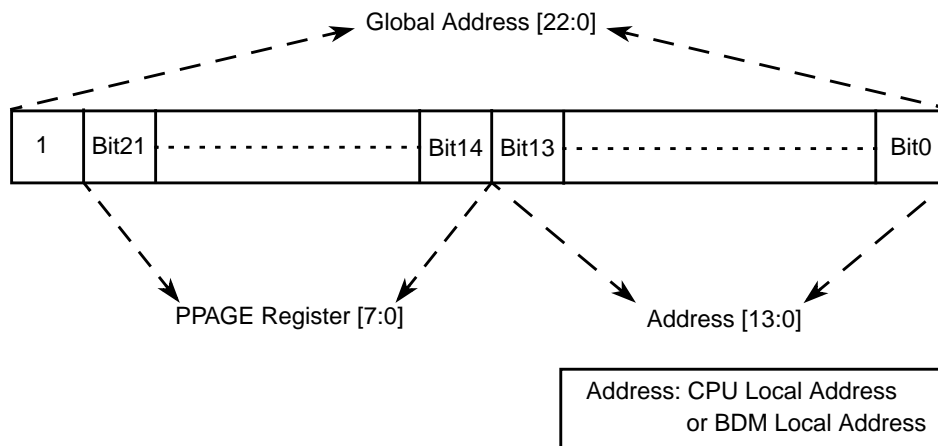 Global Address [22:0]
1 Bit21 Bit14 Bit13 Bit0
PPAGE Register [7:0] Address [13:0]
Address: CPU Local Address
or BDM Local Address